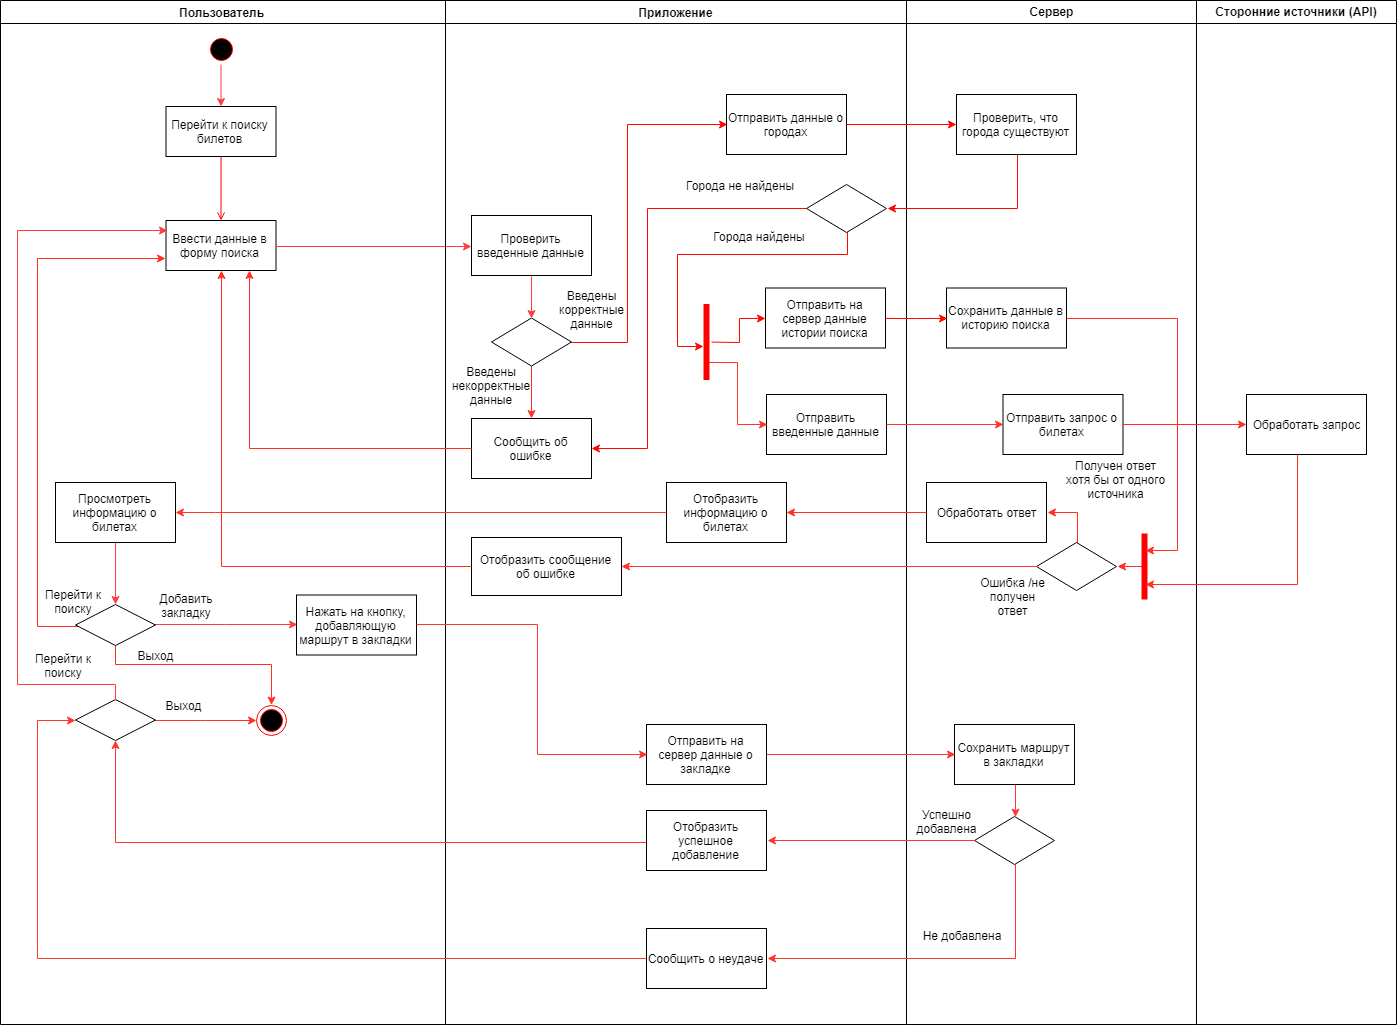 Пользователь
Приложение
Сервер
Сторонние источники (API)
Перейти к поиску
билетов
Отправить данные о
городах
Проверить, что
города существуют
Города не найдены
Города найдены
Ввести данные в
форму поиска
Проверить
введенные данные
Введены
корректные
данные
Отправить на
сервер данные
истории поиска
Сохранить данные в
историю поиска
Введены
некорректные
данные
Сообщить об
ошибке
Отправить
введенные данные
Отправить запрос о
билетах
Обработать запрос
Получен ответ
хотя бы от одного
источника
Просмотреть
информацию о
билетах
Отобразить
информацию о
билетах
Обработать ответ
Отобразить сообщение
об ошибке
Ошибка /не
получен
ответ
Перейти к
поиску
Добавить
закладку
Нажать на кнопку,
добавляющую
маршрут в закладки
Выход
Перейти к
поиску
Выход
Отправить на
сервер данные о
закладке
Сохранить маршрут
в закладки
Успешно
добавлена
Отобразить
успешное
добавление
Не добавлена
Сообщить о неудаче